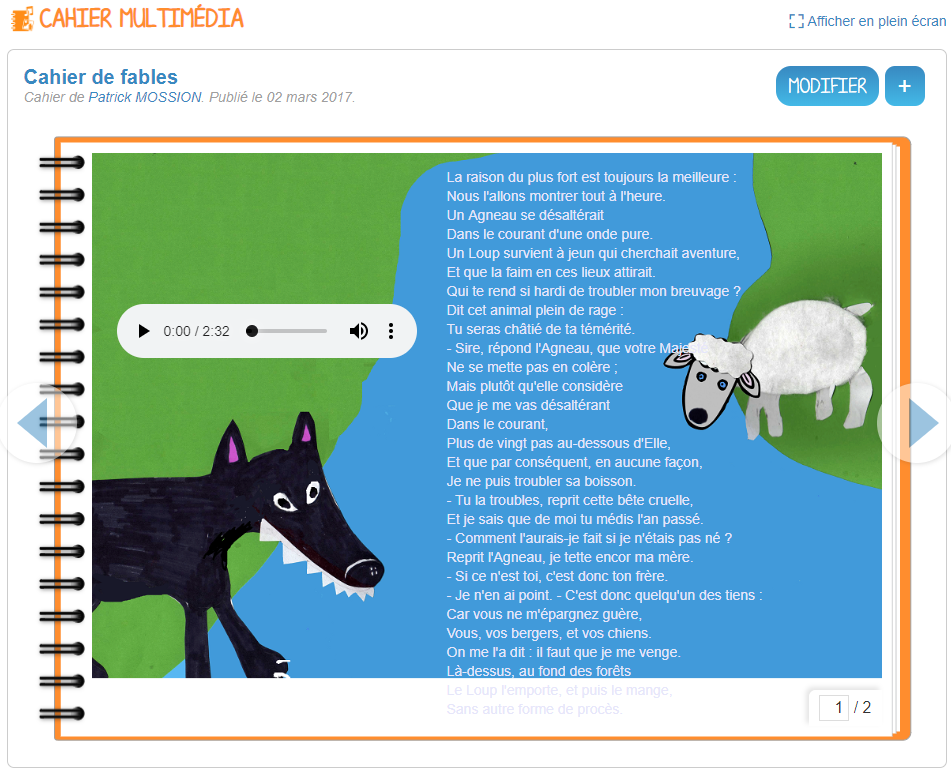 CAHIER MULTIMÉDIA
Afficher en plein écran
Cahier de fables
MODIFIER +
Cahier de Patrick MOSSION. Publié le 02 mars 2017.
La raison du plus fort est toujours la meilleure :
Nous l'allons montrer tout à l'heure.
Un Agneau se désaltérait
Dans le courant d'une onde pure.
Un Loup survient à jeun qui cherchait aventure,
Et que la faim en ces lieux attirait.
Qui te rend si hardi de troubler mon breuvage ?
Dit cet animal plein de rage :
0:00 / 2:32
Tu seras châtié de ta témérité.
- Sire, répond l'Agneau, que votre Majes
Ne se mette pas en colère ;
Mais plutôt qu'elle considère
Que je me vas désaltérant
Dans le courant,
Plus de vingt pas au-dessous d'Elle,
Et que par conséquent, en aucune façon,
Je ne puis troubler sa boisson.
- Tu la troubles, reprit cette bête cruelle,
Et je sais que de moi tu médis l'an passé.
- Comment l'aurais-je fait si je n'étais pas né ?
Reprit l'Agneau, je tette encor ma mère.
- Si ce n'est toi, c'est donc ton frère.
- Je n'en ai point. - C'est donc quelqu'un des tiens :
Car vous ne m'épargnez guère,
Vous, vos bergers, et vos chiens.
On me l'a dit : il faut que je me venge.
Là-dessus, au fond des forêts
Le Loup l'emporte, et puis le mange,
Sans autre forme de procès.
1 / 2